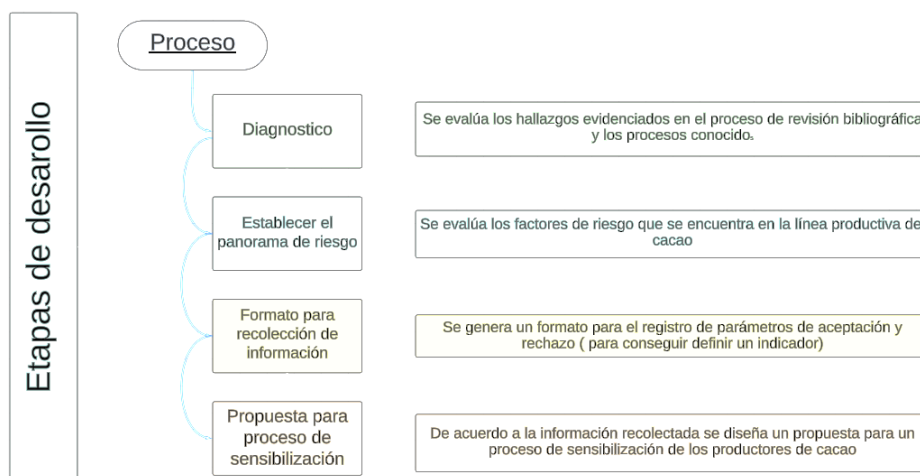 Etapas de desarollo
Proceso
Diagnostico
Se evalúa los hallazgos evidenciados en el proceso de revisión bibliográfica
y los procesos conocido.
Establecer el
panorama de riesgo
Se evalúa los factores de riesgo que se encuentra en la línea productiva de
cacao
Formato para
recolección de
información
Se genera un formato para el registro de parámetros de aceptación y
rechazo ( para conseguir definir un indicador)
Propuesta para
proceso de
sensibilización
De acuerdo a la información recolectada se diseña un propuesta para un
proceso de sensibilización de los productores de cacao